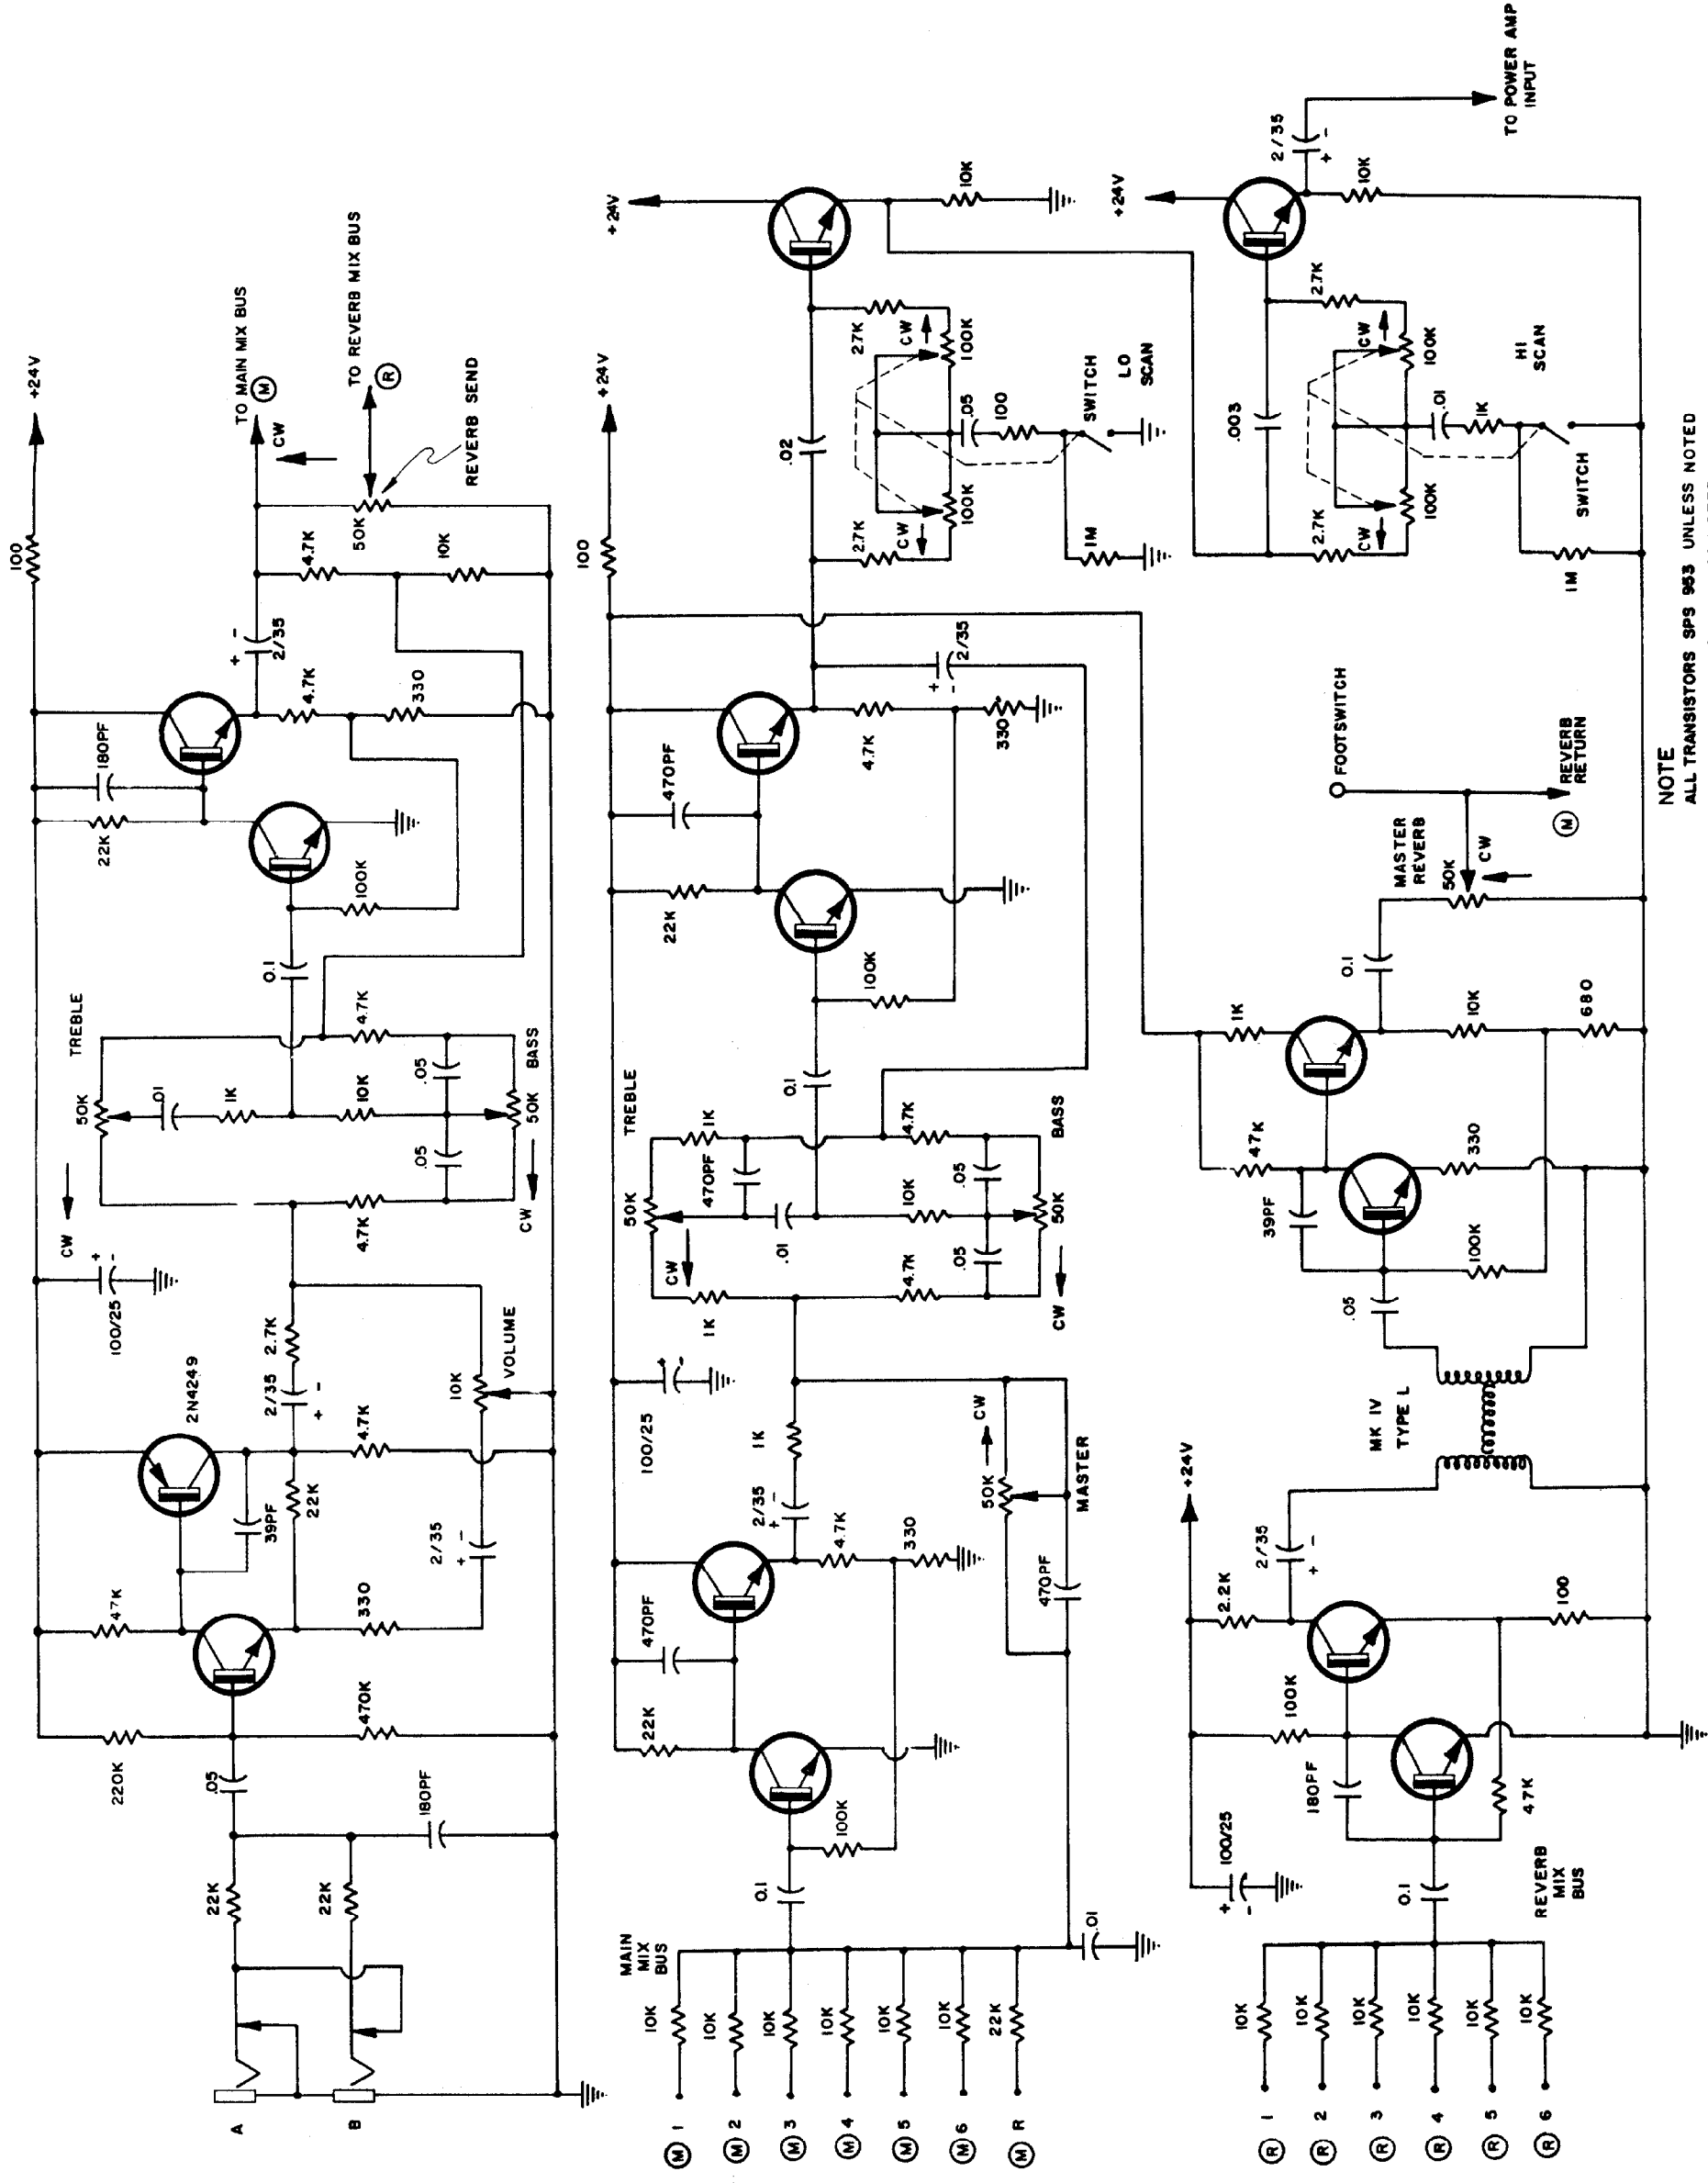 A
B
22K
22K
180PF
.05
220K
470K
47K
330
2/35
+ -
39PF
22K
2N4249
4.7K
2/35
+ -
2.7K
10K
VOLUME
100/25
+ -
CW
TREBLE
50K
.01
1K
10K
4.7K
4.7K
.05
.05
CW
50K BASS
0.1
100K
22K
180PF
4.7K
330
+ -
2/35
4.7K
10K
100
+24V
50K
REVERB SEND
CW
TO MAIN MIX BUS
M
TO REVERB MIX BUS
R
MAIN
MIX
BUS
M 1
10K
M 2
10K
M 3
10K
M 4
10K
M 5
10K
M 6
10K
M R
22K
.01
0.1
100K
22K
470PF
4.7K
330
2/35
+ -
1K
CW
50K
MASTER
470PF
100/25
+ -
TREBLE
50K
CW
1K
1K
470PF
.01
10K
4.7K
4.7K
.05
.05
CW
50K
BASS
0.1
100K
22K
470PF
4.7K
330
2/35
+ -
100
+24V
.02
2.7K
2.7K
CW
CW
100K
100K
.05
100
1M
SWITCH
LO
SCAN
+24V
10K
R 1
10K
R 2
10K
R 3
10K
R 4
10K
R 5
10K
R 6
10K
REVERB
MIX
BUS
0.1
100/25
+ -
180PF
100K
47K
2.2K
100
2/35
+ -
+24V
MK IV
TYPE L
.05
39PF
47K
100K
330
1K
10K
680
0.1
MASTER
REVERB
50K
CW
FOOTSWITCH
REVERB
RETURN
M
.003
2.7K
2.7K
CW
CW
100K
100K
.01
1K
1M
SWITCH
HI
SCAN
+24V
10K
2/35
+ -
TO POWER AMP
INPUT
NOTE
ALL TRANSISTORS SPS 953 UNLESS NOTED